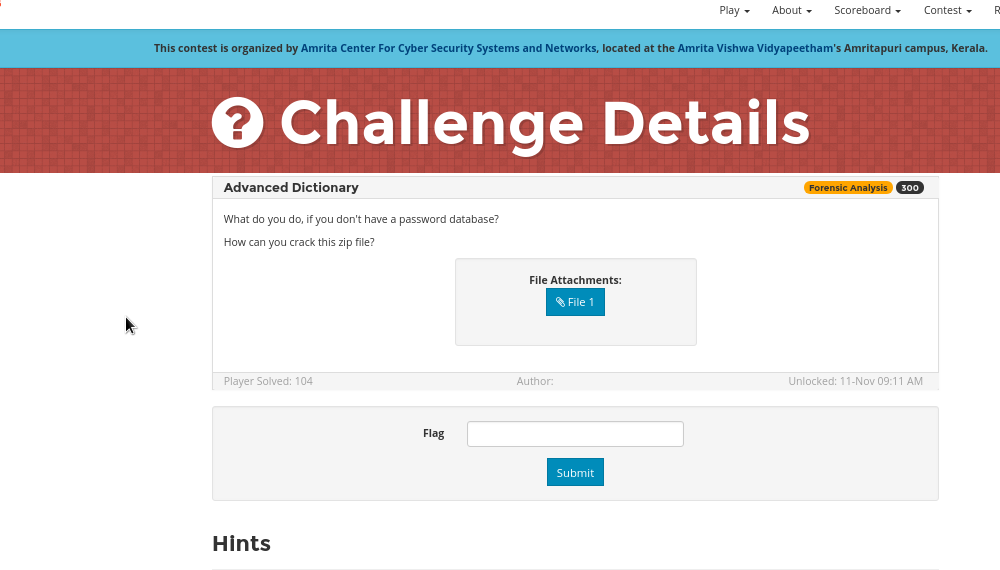 Play About Scoreboard Contest R
This contest is organized by Amrita Center For Cyber Security Systems and Networks, located at the Amrita Vishwa Vidyapeetham's Amritapuri campus, Kerala.
? Challenge Details
Advanced Dictionary Forensic Analysis 300
What do you do, if you don't have a password database?
How can you crack this zip file?
File Attachments:
File 1
Player Solved: 104 Author: Unlocked: 11-Nov 09:11 AM
Flag
Submit
Hints